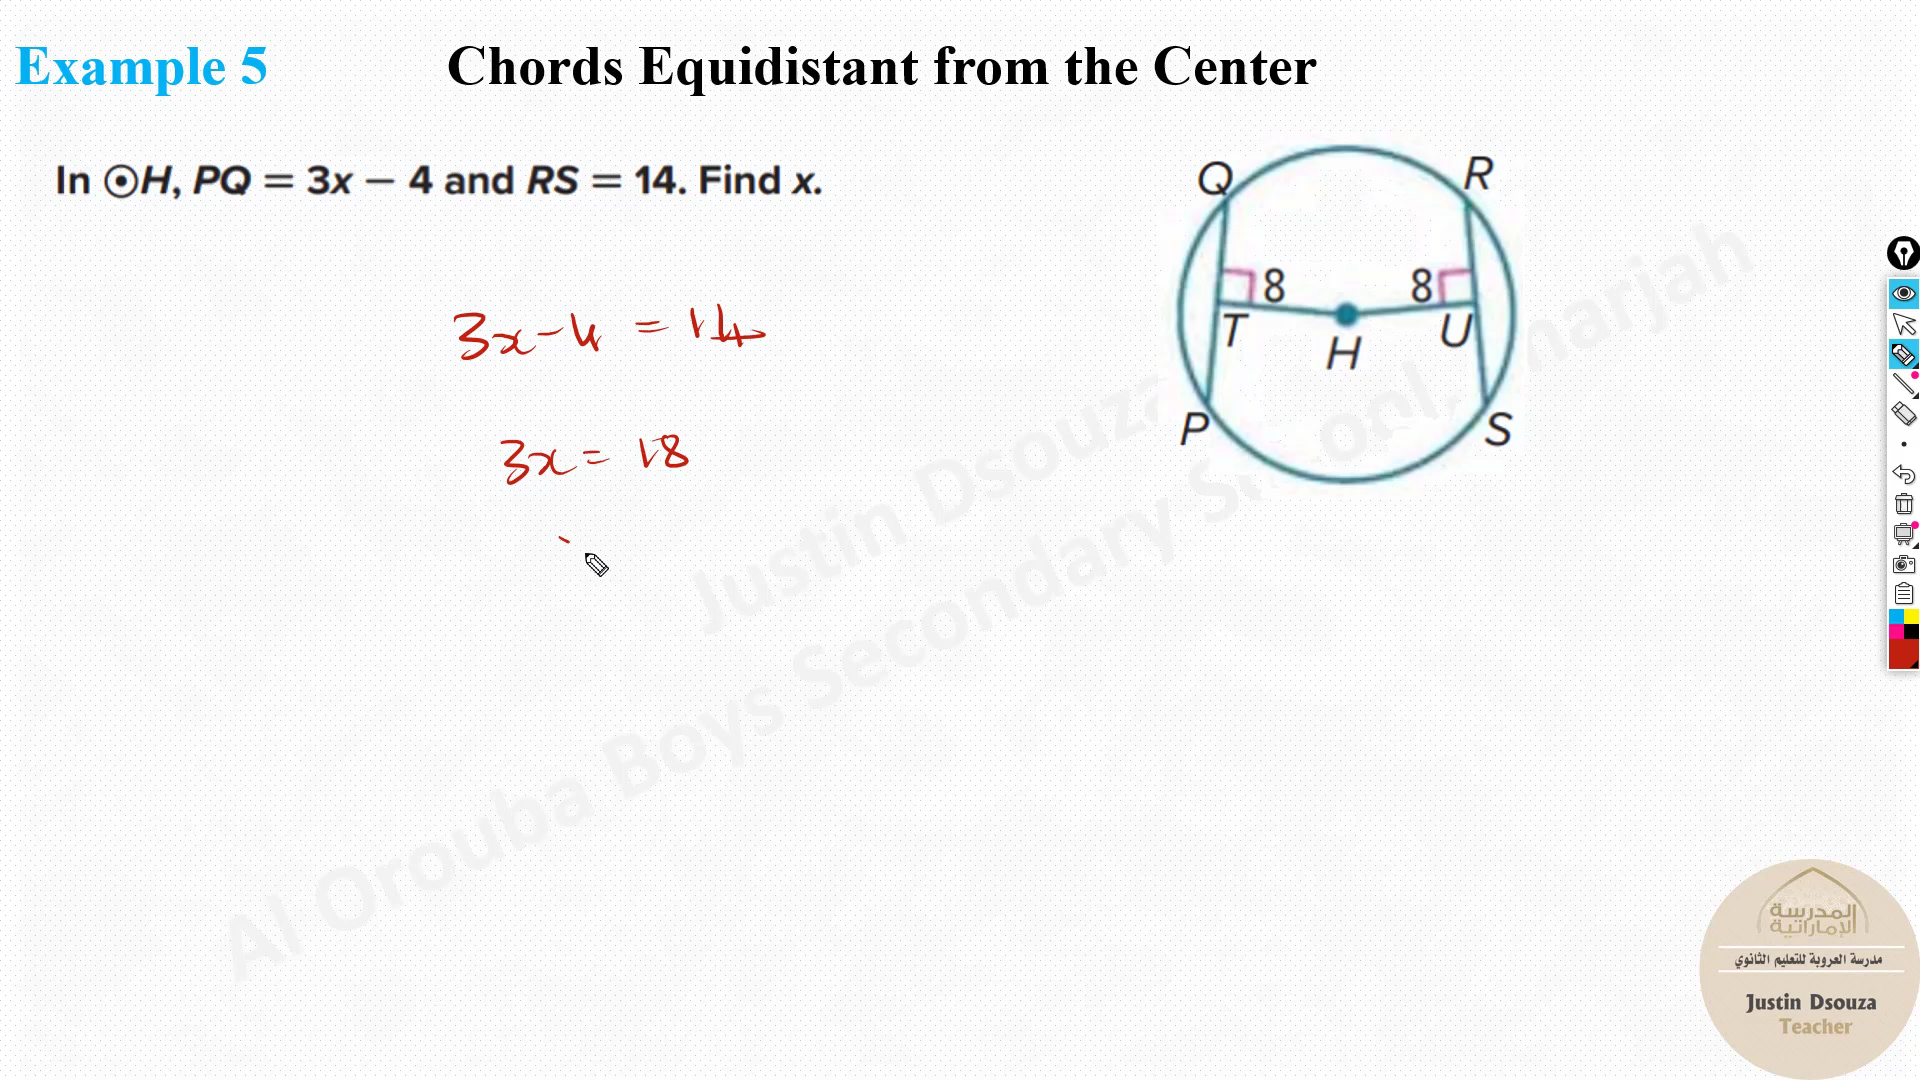 Example 5 Chords Equidistant from the Center
In ⊙H, PQ = 3x − 4 and RS = 14. Find x.
Q R
8 8
T U
H
P S
3x-4 = 14
3x = 18
Justin Dsouza
Al Orouba Boys Secondary School, Sharjah
المدرسة
الإماراتية
مدرسة العروبة للتعليم الثانوي
Justin Dsouza
Teacher